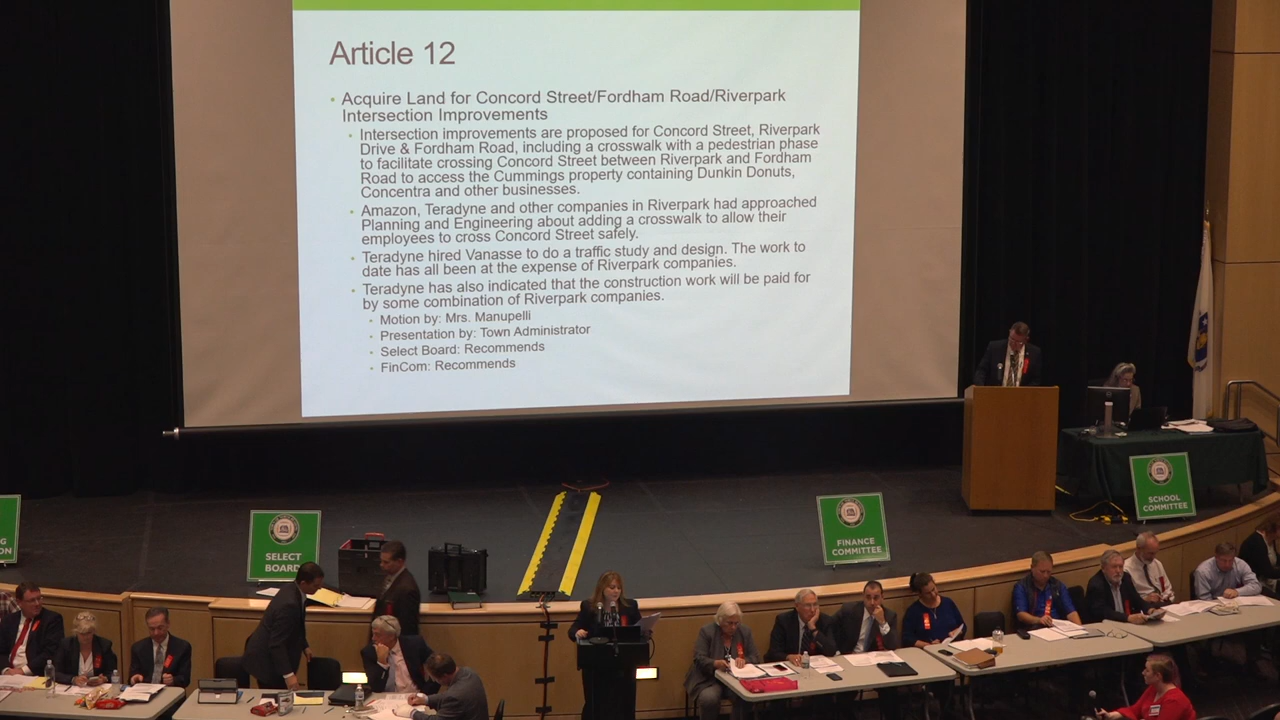 Article 12
• Acquire Land for Concord Street/Fordham Road/Riverpark
Intersection Improvements
• Intersection improvements are proposed for Concord Street, Riverpark
Drive & Fordham Road, including a crosswalk with a pedestrian phase
to facilitate crossing Concord Street between Riverpark and Fordham
Road to access the Cummings property containing Dunkin Donuts,
Concentra and other businesses.
• Amazon, Teradyne and other companies in Riverpark had approached
Planning and Engineering about adding a crosswalk to allow their
employees to cross Concord Street safely.
• Teradyne hired Vanasse to do a traffic study and design. The work to
date has all been at the expense of Riverpark companies.
• Teradyne has also indicated that the construction work will be paid for
by some combination of Riverpark companies.
• Motion by: Mrs. Manupelli
• Presentation by: Town Administrator
• Select Board: Recommends
• FinCom: Recommends
G
ON
SELECT
BOARD
FINANCE
COMMITTEE
SCHOOL
COMMITTEE